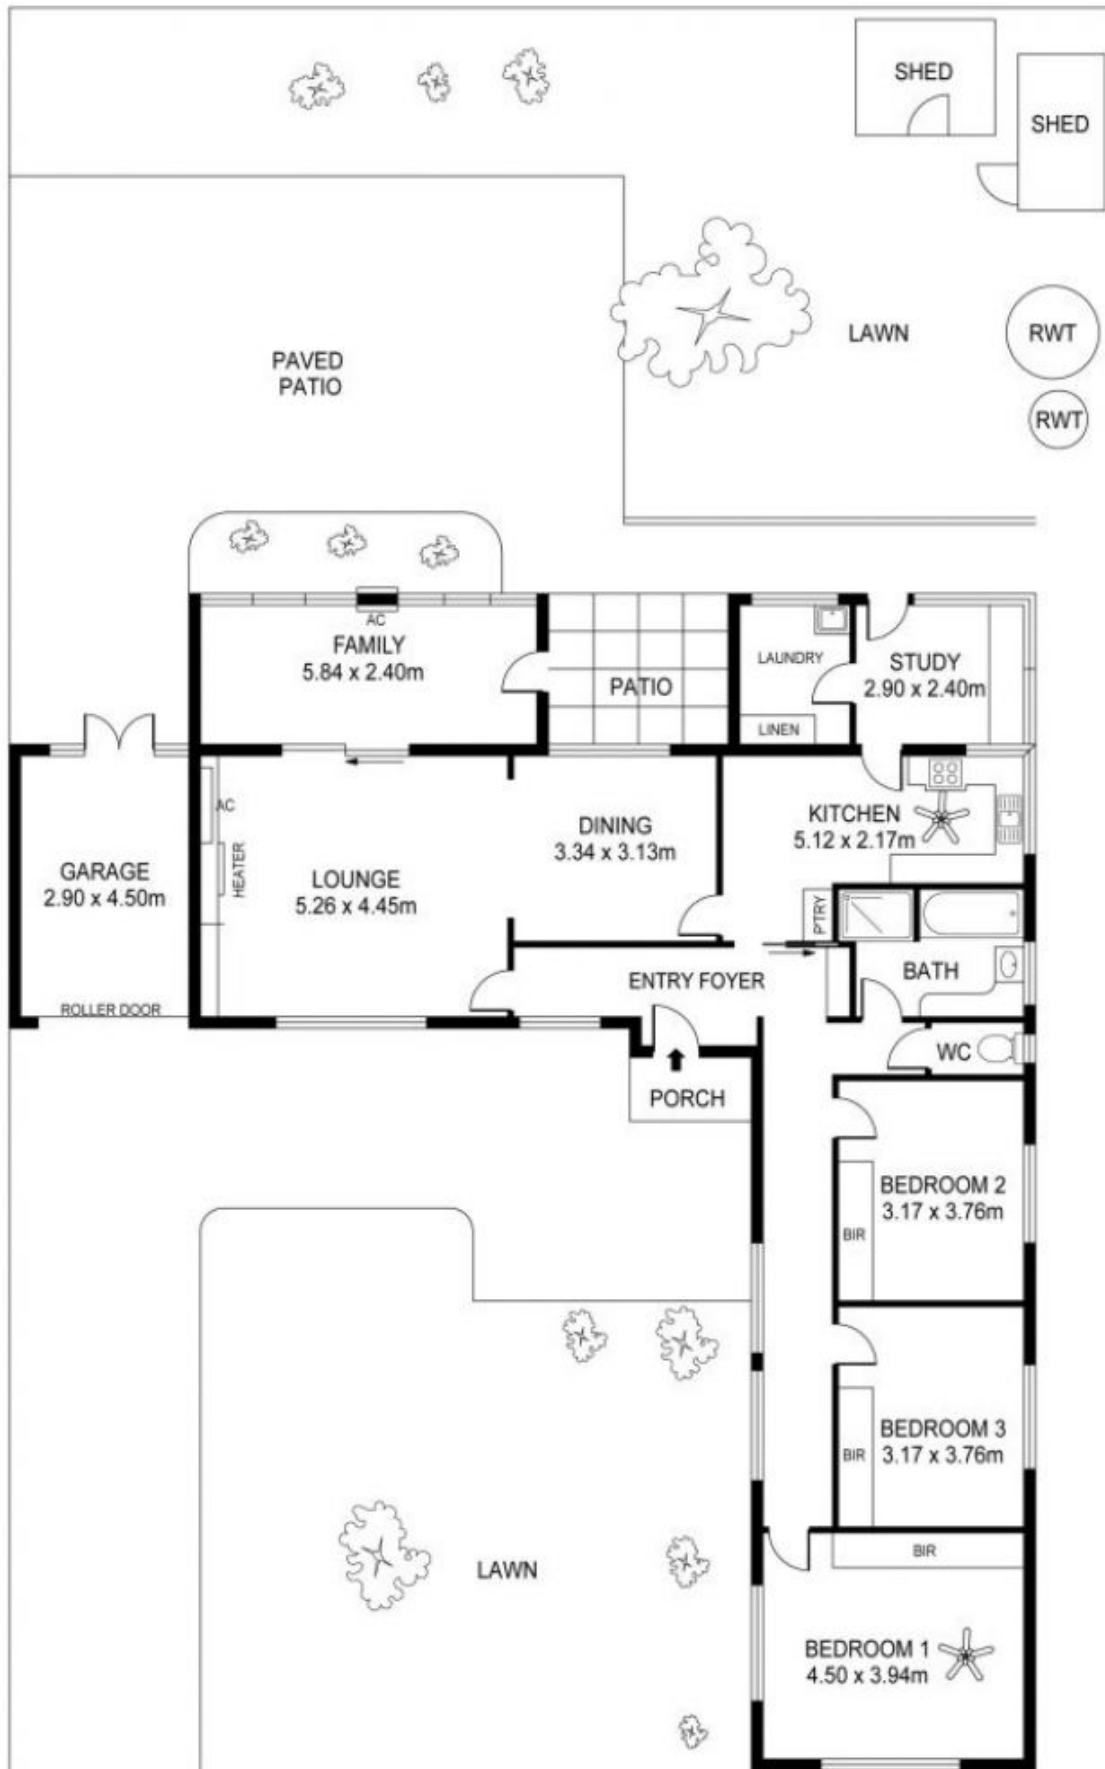 SHED
SHED
LAWN
RWT
RWT
PAVED
PATIO
AC
FAMILY
5.84 x 2.40m
PATIO
LAUNDRY
LINEN
STUDY
2.90 x 2.40m
AC
HEATER
GARAGE
2.90 x 4.50m
ROLLER DOOR
LOUNGE
5.26 x 4.45m
DINING
3.34 x 3.13m
KITCHEN
5.12 x 2.17m
PTRY
BATH
ENTRY FOYER
WC
PORCH
BEDROOM 2
3.17 x 3.76m
BIR
BEDROOM 3
3.17 x 3.76m
BIR
BIR
LAWN
BEDROOM 1
4.50 x 3.94m